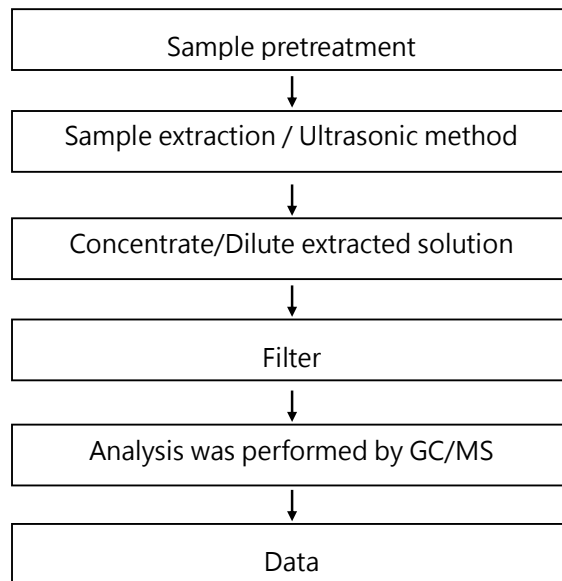 Sample pretreatment
Sample extraction / Ultrasonic method
Concentrate/Dilute extracted solution
Filter
Analysis was performed by GC/MS
Data